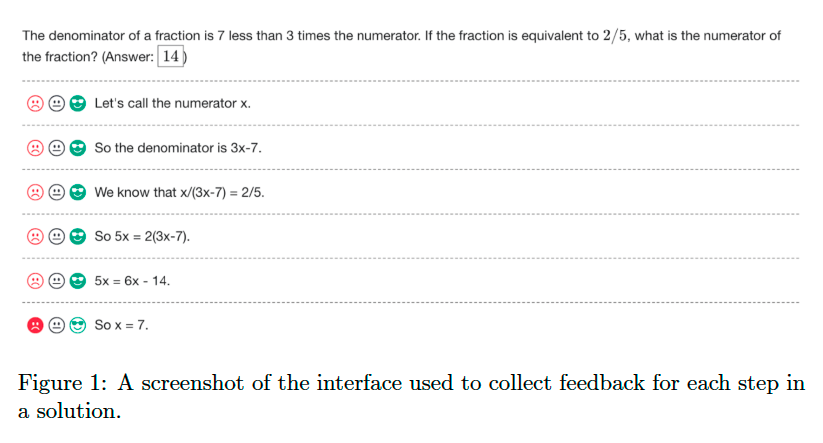 The denominator of a fraction is 7 less than 3 times the numerator. If the fraction is equivalent to 2/5, what is the numerator of
the fraction? (Answer: 14)
Let's call the numerator x.
So the denominator is 3x-7.
We know that x/(3x-7) = 2/5.
So 5x = 2(3x-7).
5x = 6x - 14.
So x = 7.
Figure 1: A screenshot of the interface used to collect feedback for each step in
a solution.